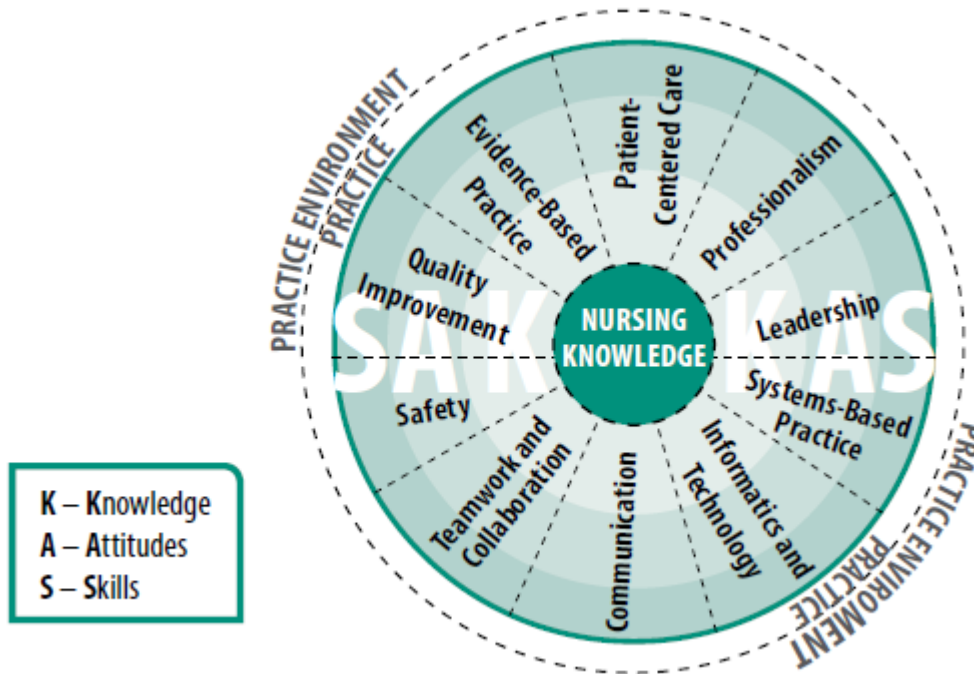 PRACTICE ENVIRONMENT
PRACTICE
Evidence-Based
Practice
Patient-
Centered Care
Professionalism
Quality
Improvement
SAK
NURSING
KNOWLEDGE
KAS
Leadership
Safety
Systems-Based
Practice
Teamwork and
Collaboration
Communication
Informatics and
Technology
PRACTICE ENVIROMENT
PRACTICE
K – Knowledge
A – Attitudes
S – Skills